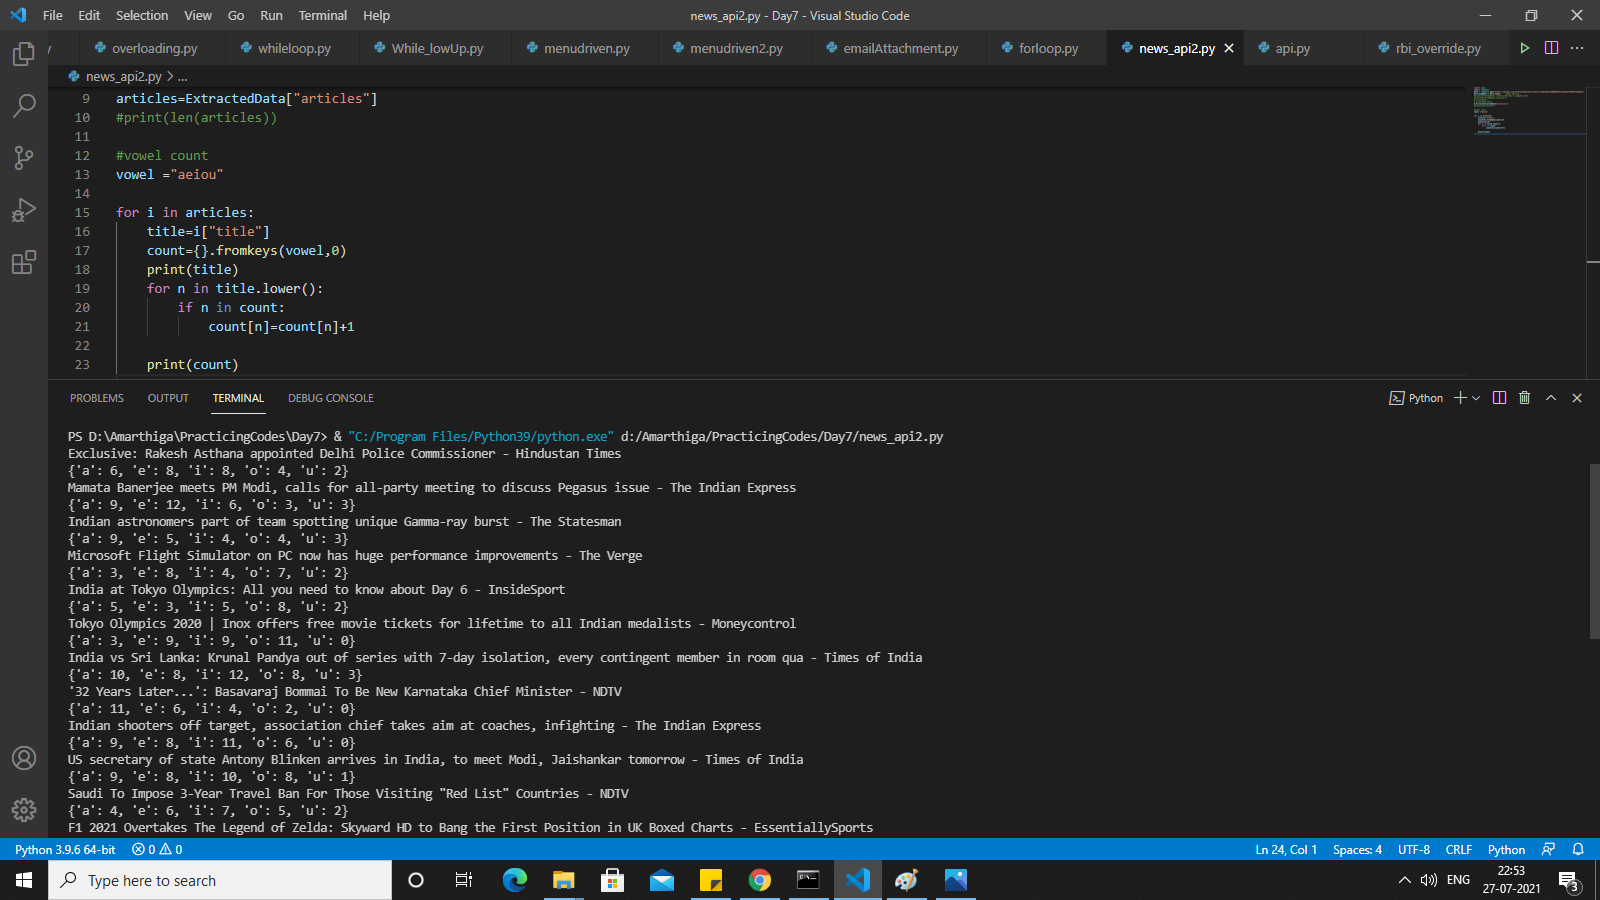 File Edit Selection View Go Run Terminal Help news_api2.py - Day7 - Visual Studio Code
overloading.py whileloop.py While_lowUp.py menudriven.py menudriven2.py emailAttachment.py forloop.py news_api2.py api.py rbi_override.py
news_api2.py > ...
9 articles=ExtractedData["articles"]
10 #print(len(articles))
11
12 #vowel count
13 vowel ="aeiou"
14
15 for i in articles:
16     title=i["title"]
17     count={}.fromkeys(vowel,0)
18     print(title)
19     for n in title.lower():
20         if n in count:
21             count[n]=count[n]+1
22
23     print(count)
PROBLEMS OUTPUT TERMINAL DEBUG CONSOLE Python
PS D:\Amarthiga\PracticingCodes\Day7> & "C:/Program Files/Python39/python.exe" d:/Amarthiga/PracticingCodes/Day7/news_api2.py
Exclusive: Rakesh Asthana appointed Delhi Police Commissioner - Hindustan Times
{'a': 6, 'e': 8, 'i': 8, 'o': 4, 'u': 2}
Mamata Banerjee meets PM Modi, calls for all-party meeting to discuss Pegasus issue - The Indian Express
{'a': 9, 'e': 12, 'i': 6, 'o': 3, 'u': 3}
Indian astronomers part of team spotting unique Gamma-ray burst - The Statesman
{'a': 9, 'e': 5, 'i': 4, 'o': 4, 'u': 3}
Microsoft Flight Simulator on PC now has huge performance improvements - The Verge
{'a': 3, 'e': 8, 'i': 4, 'o': 7, 'u': 2}
India at Tokyo Olympics: All you need to know about Day 6 - InsideSport
{'a': 5, 'e': 3, 'i': 5, 'o': 8, 'u': 2}
Tokyo Olympics 2020 | Inox offers free movie tickets for lifetime to all Indian medalists - Moneycontrol
{'a': 3, 'e': 9, 'i': 9, 'o': 11, 'u': 0}
India vs Sri Lanka: Krunal Pandya out of series with 7-day isolation, every contingent member in room qua - Times of India
{'a': 10, 'e': 8, 'i': 12, 'o': 8, 'u': 3}
'32 Years Later...': Basavaraj Bommai To Be New Karnataka Chief Minister - NDTV
{'a': 11, 'e': 6, 'i': 4, 'o': 2, 'u': 0}
Indian shooters off target, association chief takes aim at coaches, infighting - The Indian Express
{'a': 9, 'e': 8, 'i': 11, 'o': 6, 'u': 0}
US secretary of state Antony Blinken arrives in India, to meet Modi, Jaishankar tomorrow - Times of India
{'a': 9, 'e': 8, 'i': 10, 'o': 8, 'u': 1}
Saudi To Impose 3-Year Travel Ban For Those Visiting "Red List" Countries - NDTV
{'a': 4, 'e': 6, 'i': 7, 'o': 5, 'u': 2}
F1 2021 Overtakes The Legend of Zelda: Skyward HD to Bang the First Position in UK Boxed Charts - EssentiallySports
Python 3.9.6 64-bit 0 0 Ln 24, Col 1 Spaces: 4 UTF-8 CRLF Python
Type here to search ENG 22:53
27-07-2021 3